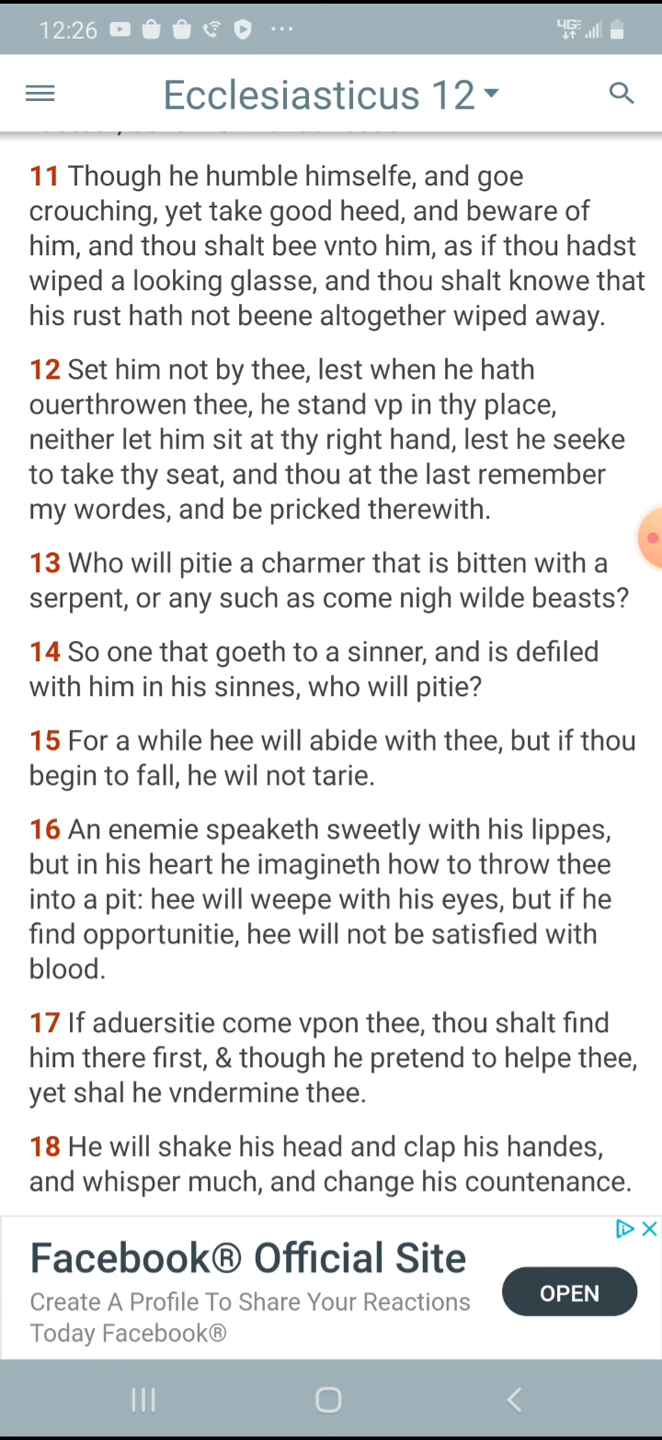 12:26
4GE
Ecclesiasticus 12
11 Though he humble himselfe, and goe
crouching, yet take good heed, and beware of
him, and thou shalt bee vnto him, as if thou hadst
wiped a looking glasse, and thou shalt knowe that
his rust hath not beene altogether wiped away.
12 Set him not by thee, lest when he hath
ouerthrowen thee, he stand vp in thy place,
neither let him sit at thy right hand, lest he seeke
to take thy seat, and thou at the last remember
my wordes, and be pricked therewith.
13 Who will pitie a charmer that is bitten with a
serpent, or any such as come nigh wilde beasts?
14 So one that goeth to a sinner, and is defiled
with him in his sinnes, who will pitie?
15 For a while hee will abide with thee, but if thou
begin to fall, he wil not tarie.
16 An enemie speaketh sweetly with his lippes,
but in his heart he imagineth how to throw thee
into a pit: hee will weepe with his eyes, but if he
find opportunitie, hee will not be satisfied with
blood.
17 If aduersitie come vpon thee, thou shalt find
him there first, & though he pretend to helpe thee,
yet shal he vndermine thee.
18 He will shake his head and clap his handes,
and whisper much, and change his countenance.
Facebook® Official Site
Create A Profile To Share Your Reactions
Today Facebook®
OPEN